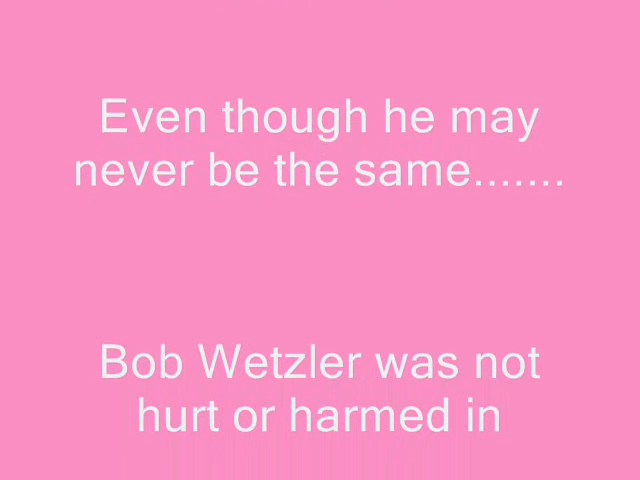 Even though he may
never be the same.......
Bob Wetzler was not
hurt or harmed in